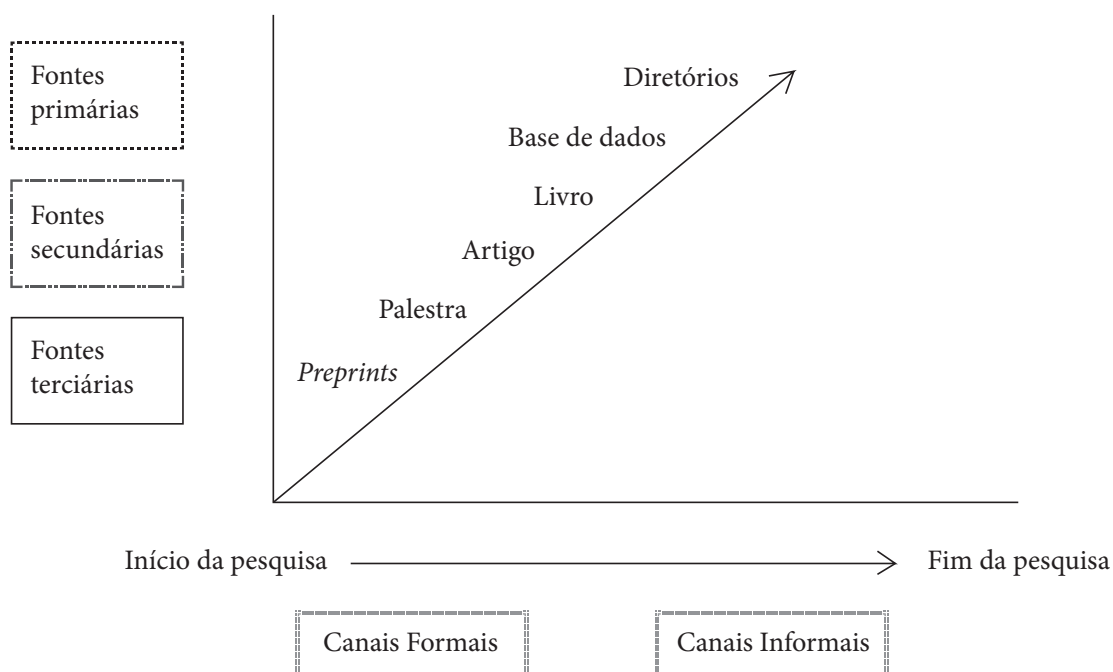 Fontes
primárias
Fontes
secundárias
Fontes
terciárias
Diretórios
Base de dados
Livro
Artigo
Palestra
Preprints
Início da pesquisa
Fim da pesquisa
Canais Formais
Canais Informais